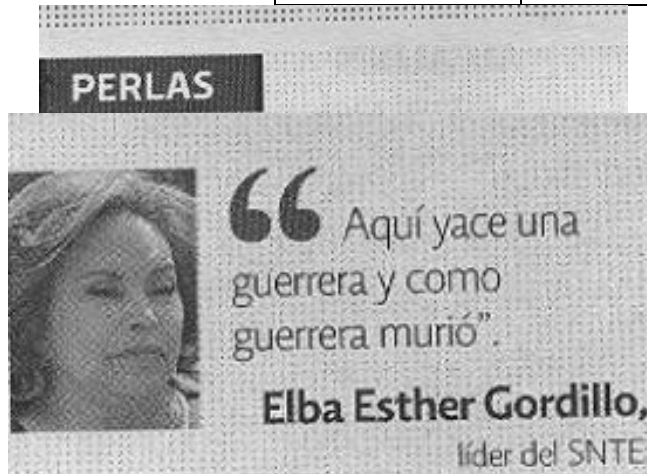 PERLAS
“ Aquí yace una
guerrera y como
guerrera murió”.
Elba Esther Gordillo,
líder del SNTE